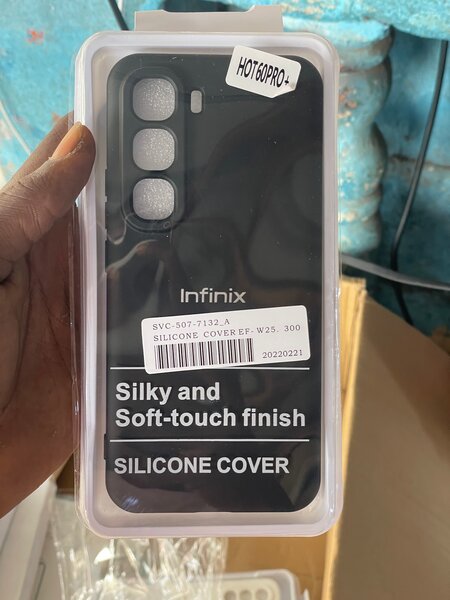 HOT60PRO+
Infinix
SVC-507-7132_A
SILICONE COVER EF-W25. 300
20220221
Silky and
Soft-touch finish
SILICONE COVER